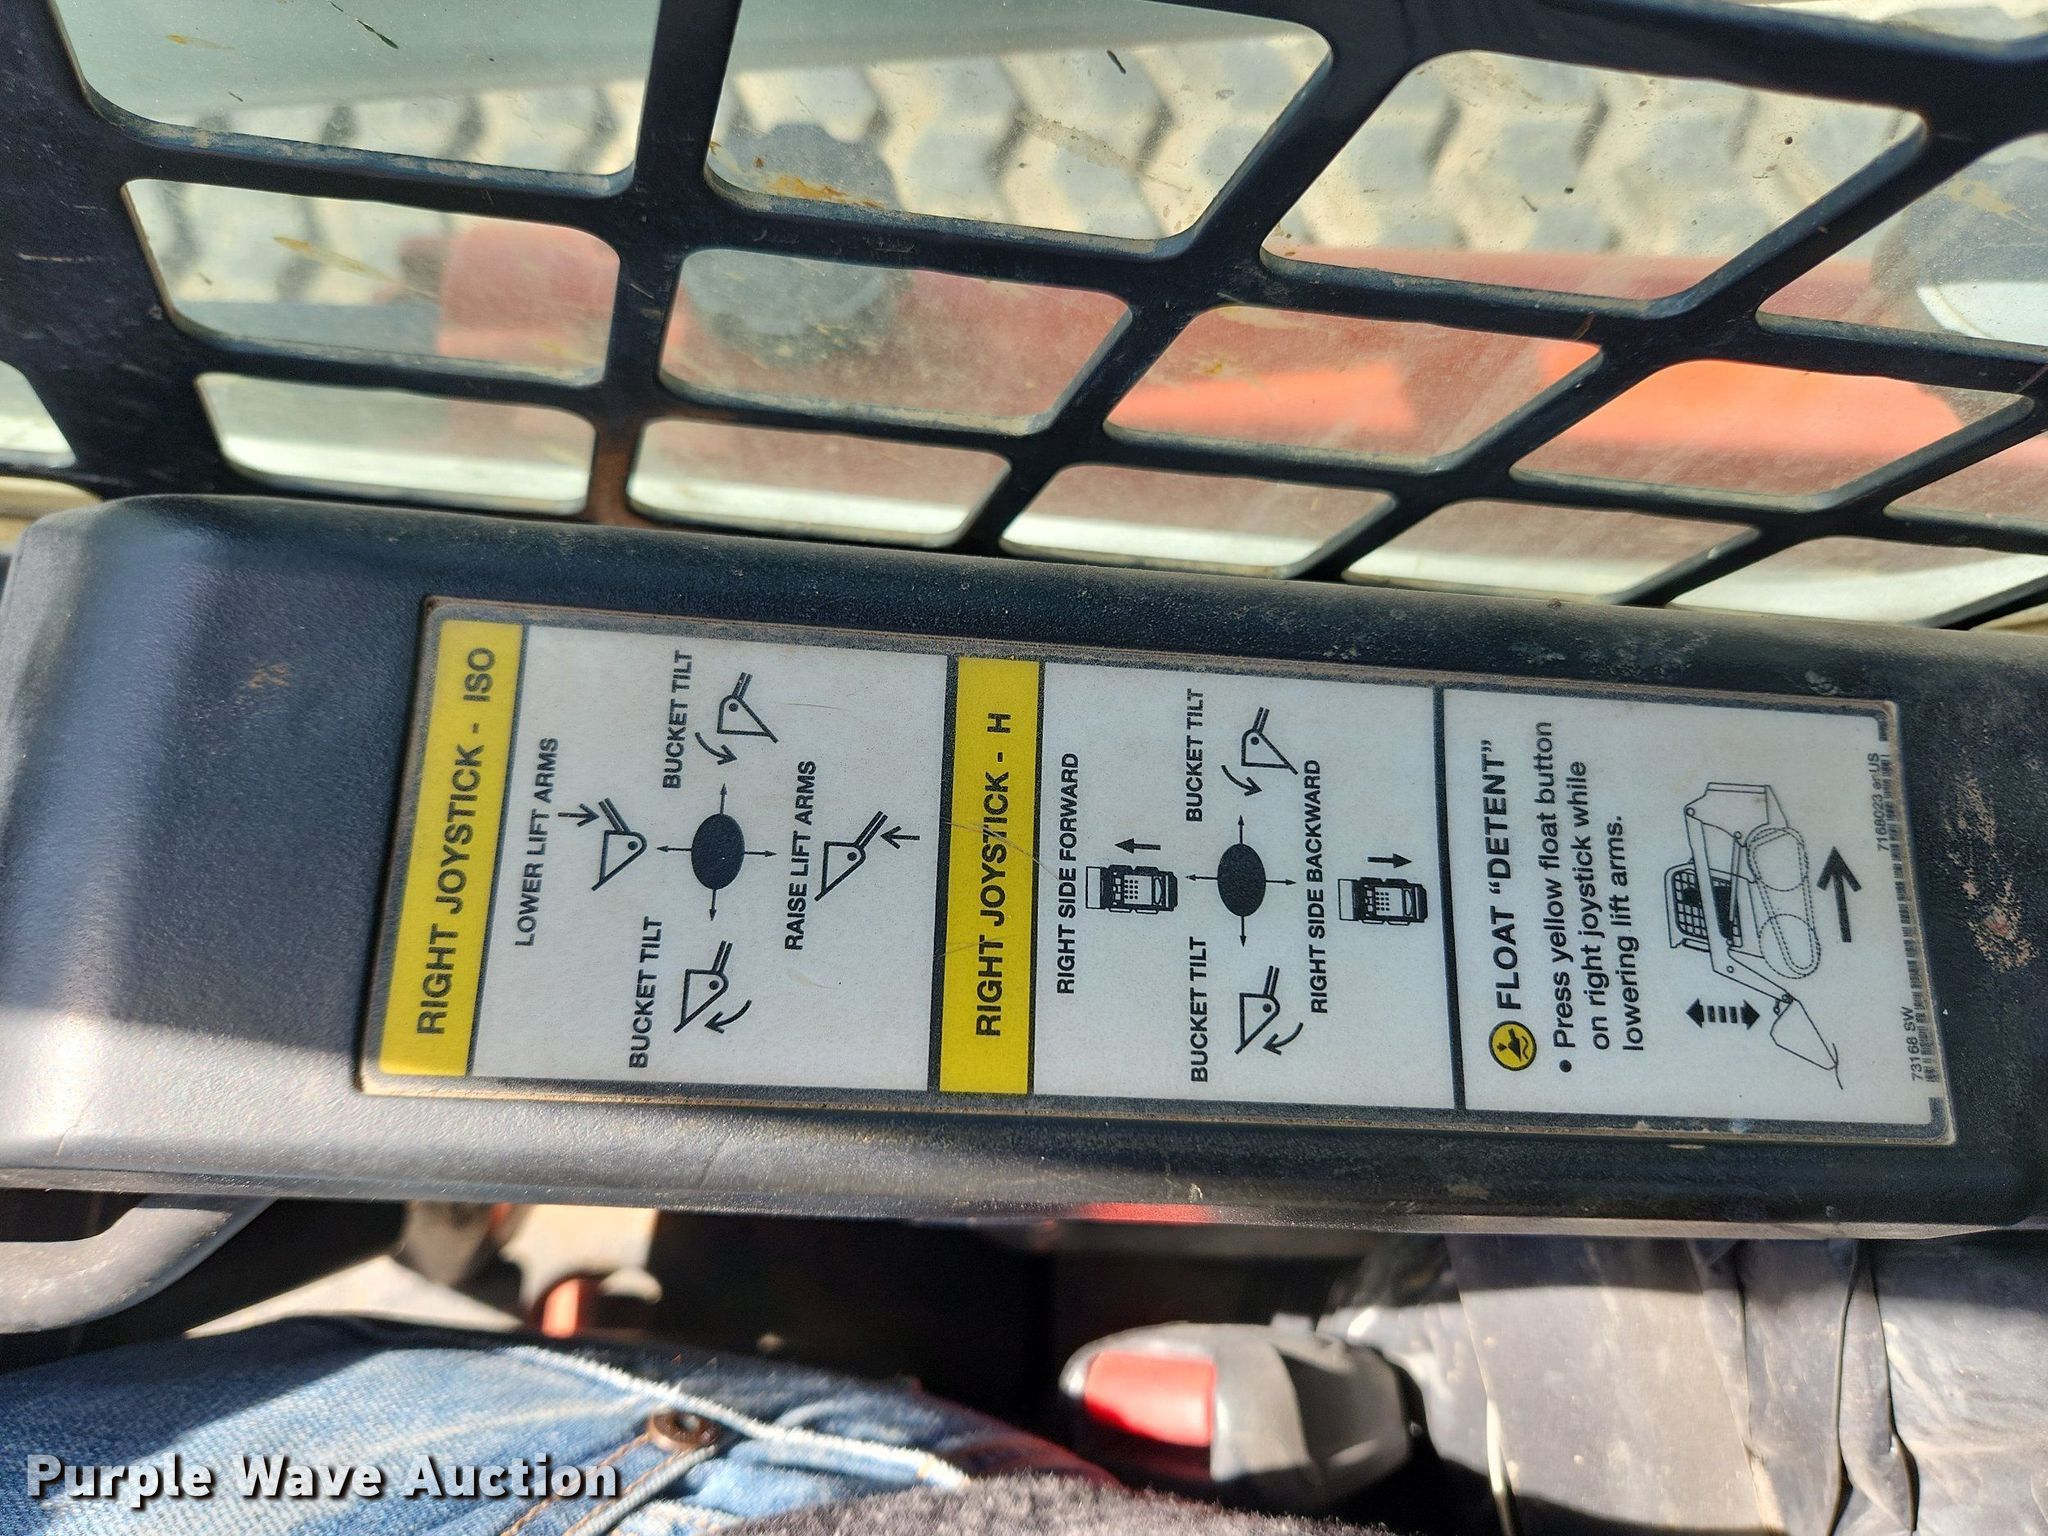 RIGHT JOYSTICK - ISO
LOWER LIFT ARMS
BUCKET TILT
BUCKET TILT
RAISE LIFT ARMS
RIGHT JOYSTICK - H
RIGHT SIDE FORWARD
BUCKET TILT
BUCKET TILT
RIGHT SIDE BACKWARD
FLOAT "DETENT"
• Press yellow float button
on right joystick while
lowering lift arms.
73168 SW
7168023 enUS
Purple Wave Auction